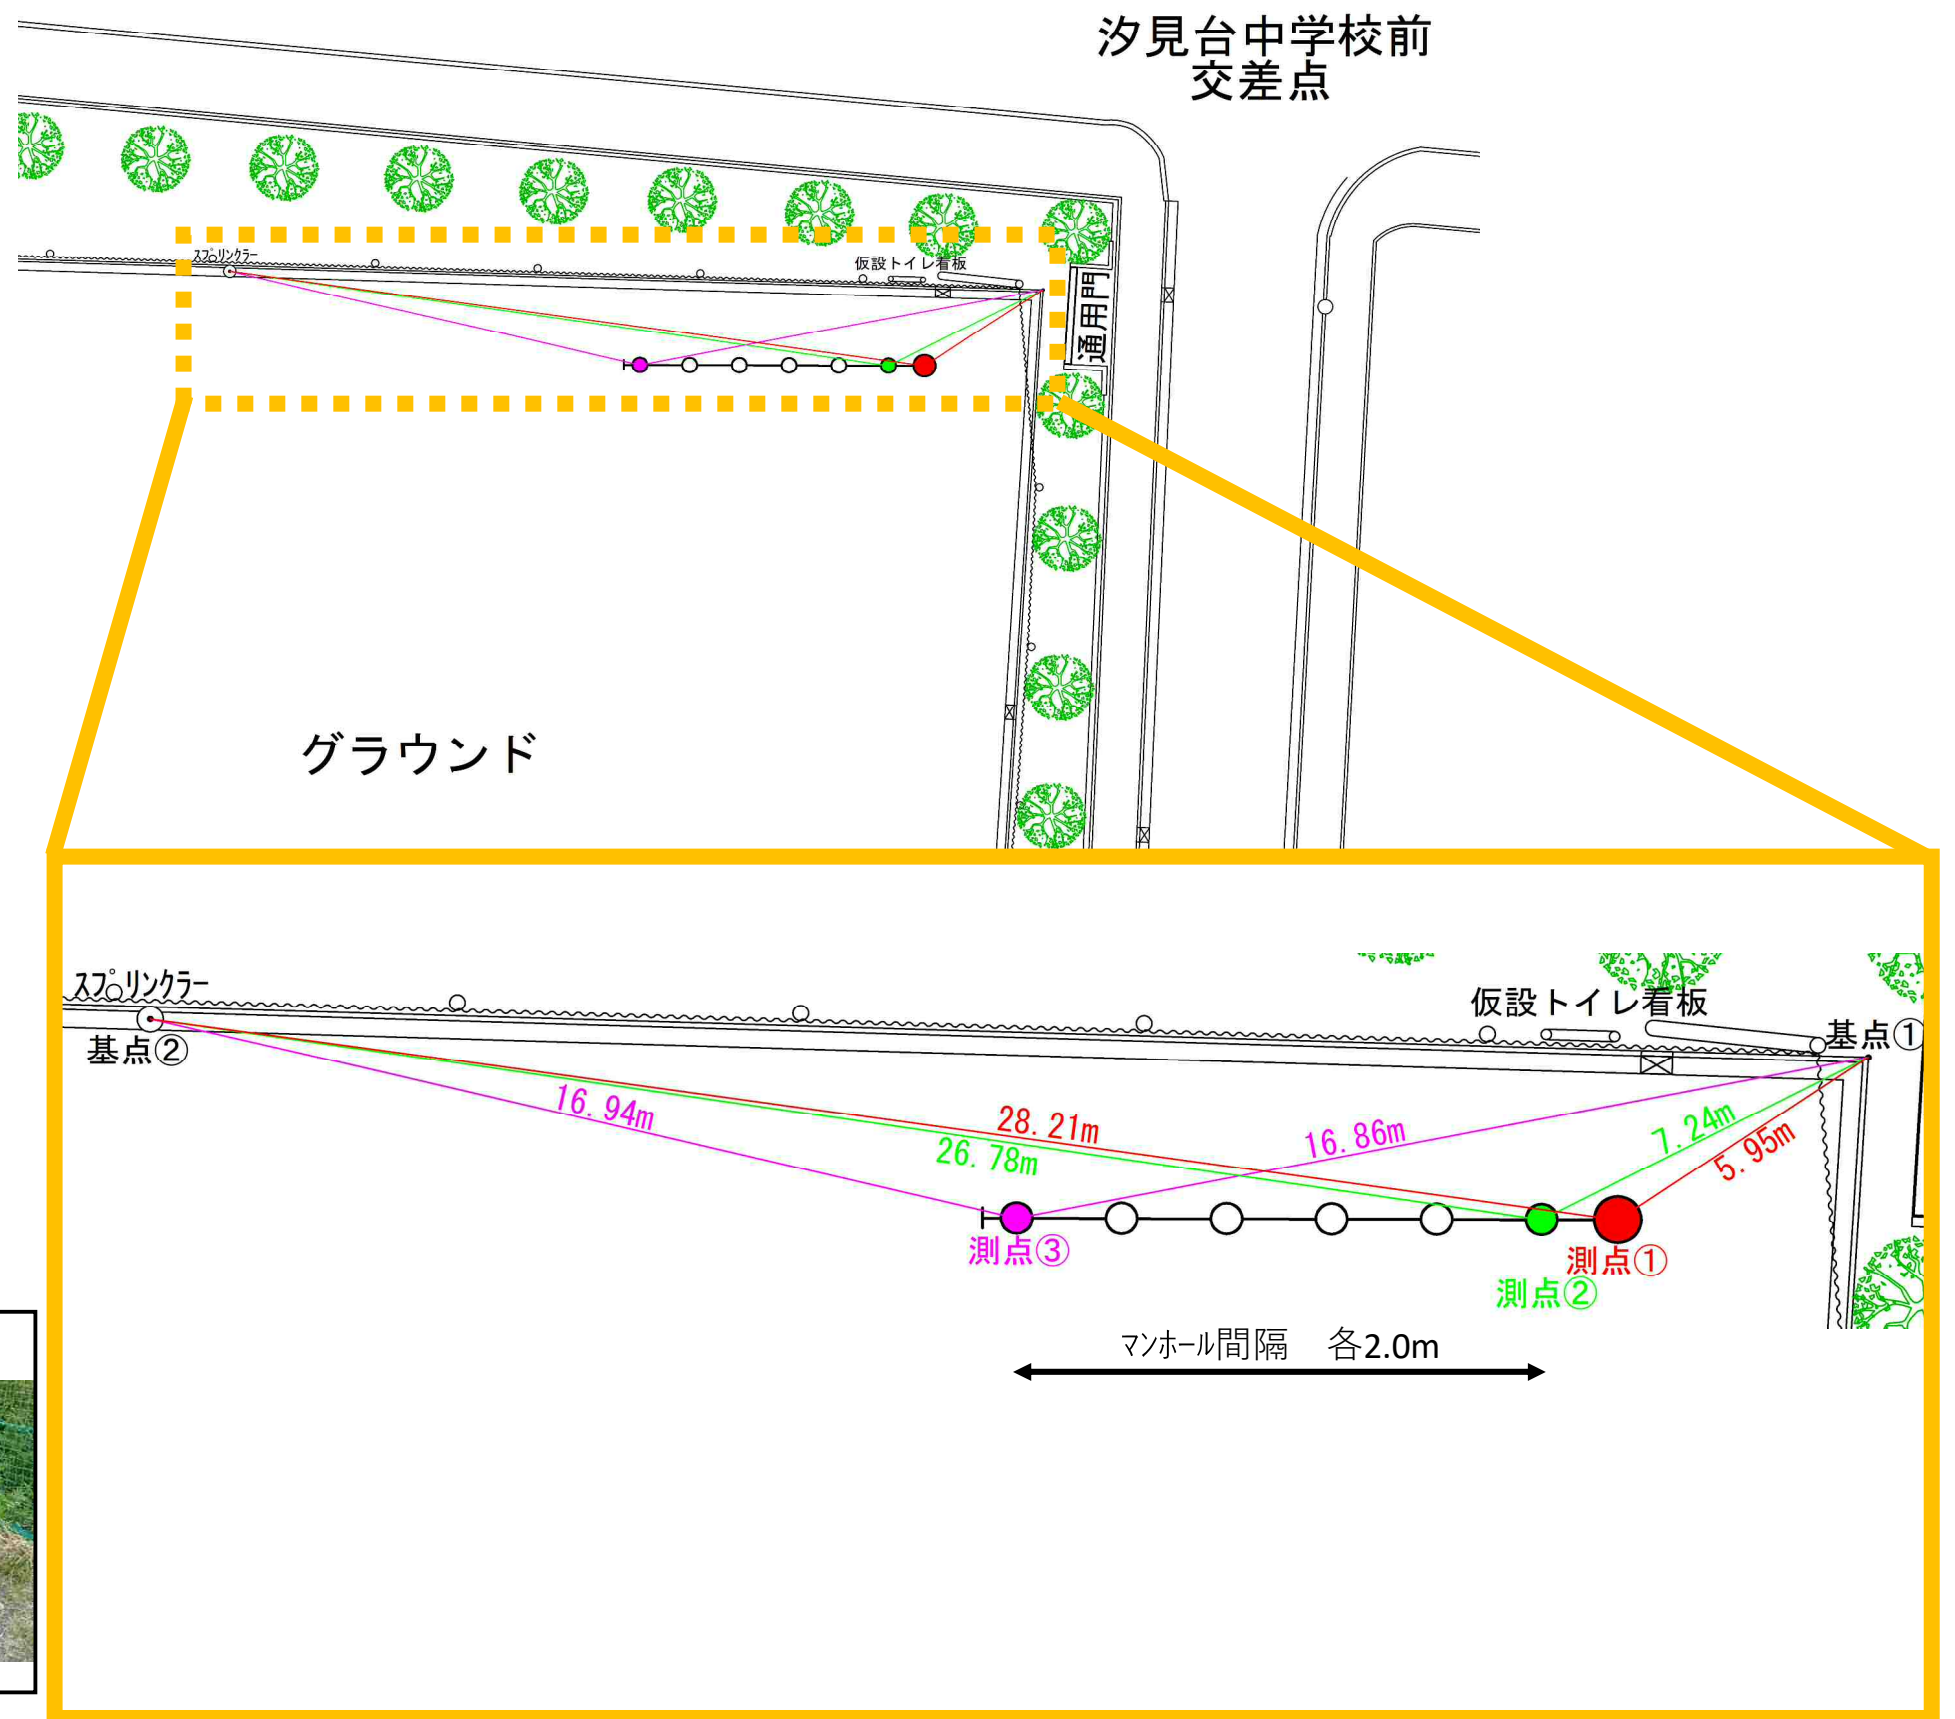 汐見台中学校前
交差点
スプリンクラー
仮設トイレ看板
通用門
グラウンド
スプリンクラー
仮設トイレ看板
基点①
基点②
16.94m
28.21m
26.78m
16.86m
7.24m
5.95m
測点③
測点①
測点②
マンホール間隔　各2.0m